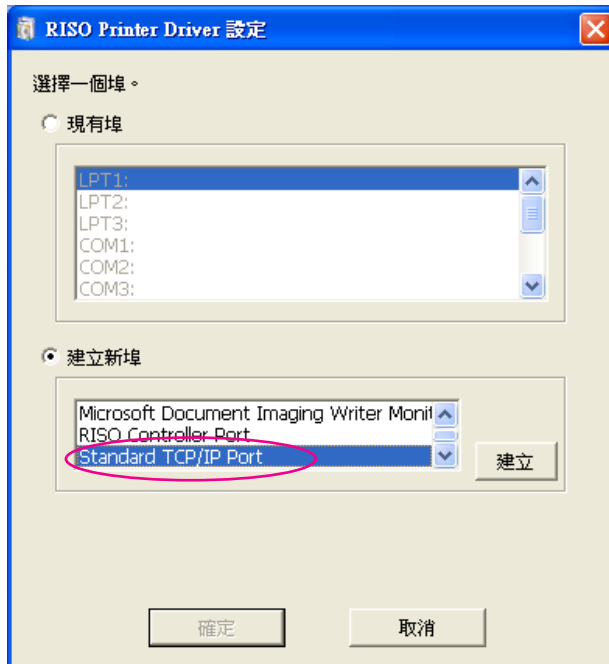 RISO Printer Driver 設定
選擇一個埠。
現有埠
LPT1:
LPT2:
LPT3:
COM1:
COM2:
COM3:
建立新埠
Microsoft Document Imaging Writer Monit
RISO Controller Port
Standard TCP/IP Port
建立
確定
取消